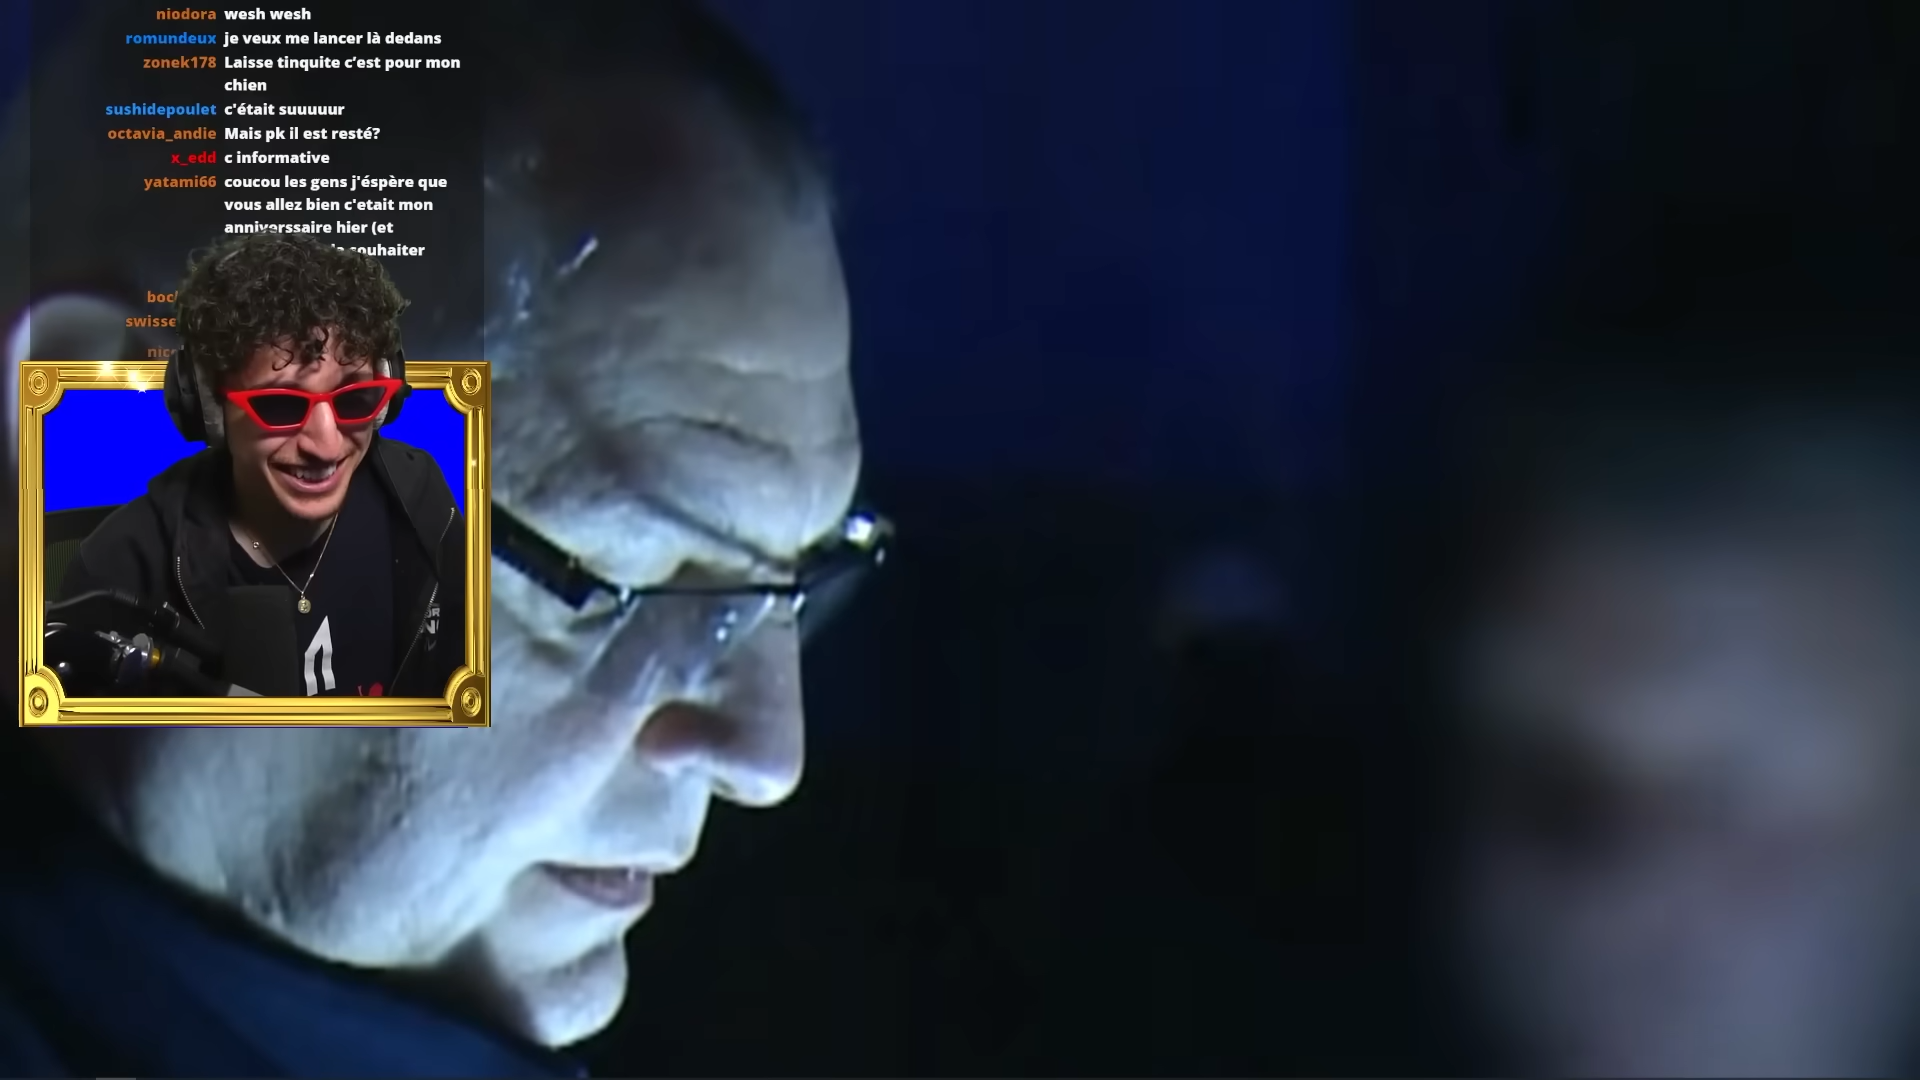 niodora wesh wesh
romundeux je veux me lancer là dedans
zonek178 Laisse tinquite c’est pour mon
chien
sushidepoulet c'était suuuuur
octavia_andie Mais pk il est resté?
x_edd c informative
yatami66 coucou les gens j'éspère que
vous allez bien c'etait mon
anniverssaire hier (et
souhaiter